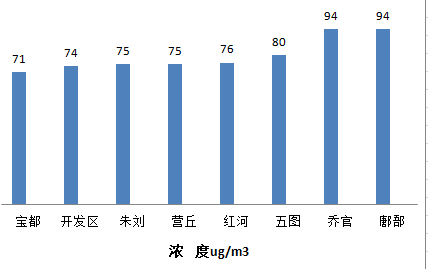 71 74 75 75 76 80 94 94
宝都 开发区 朱刘 营丘 红河 五图 乔官 鄌郚
浓 度ug/m3